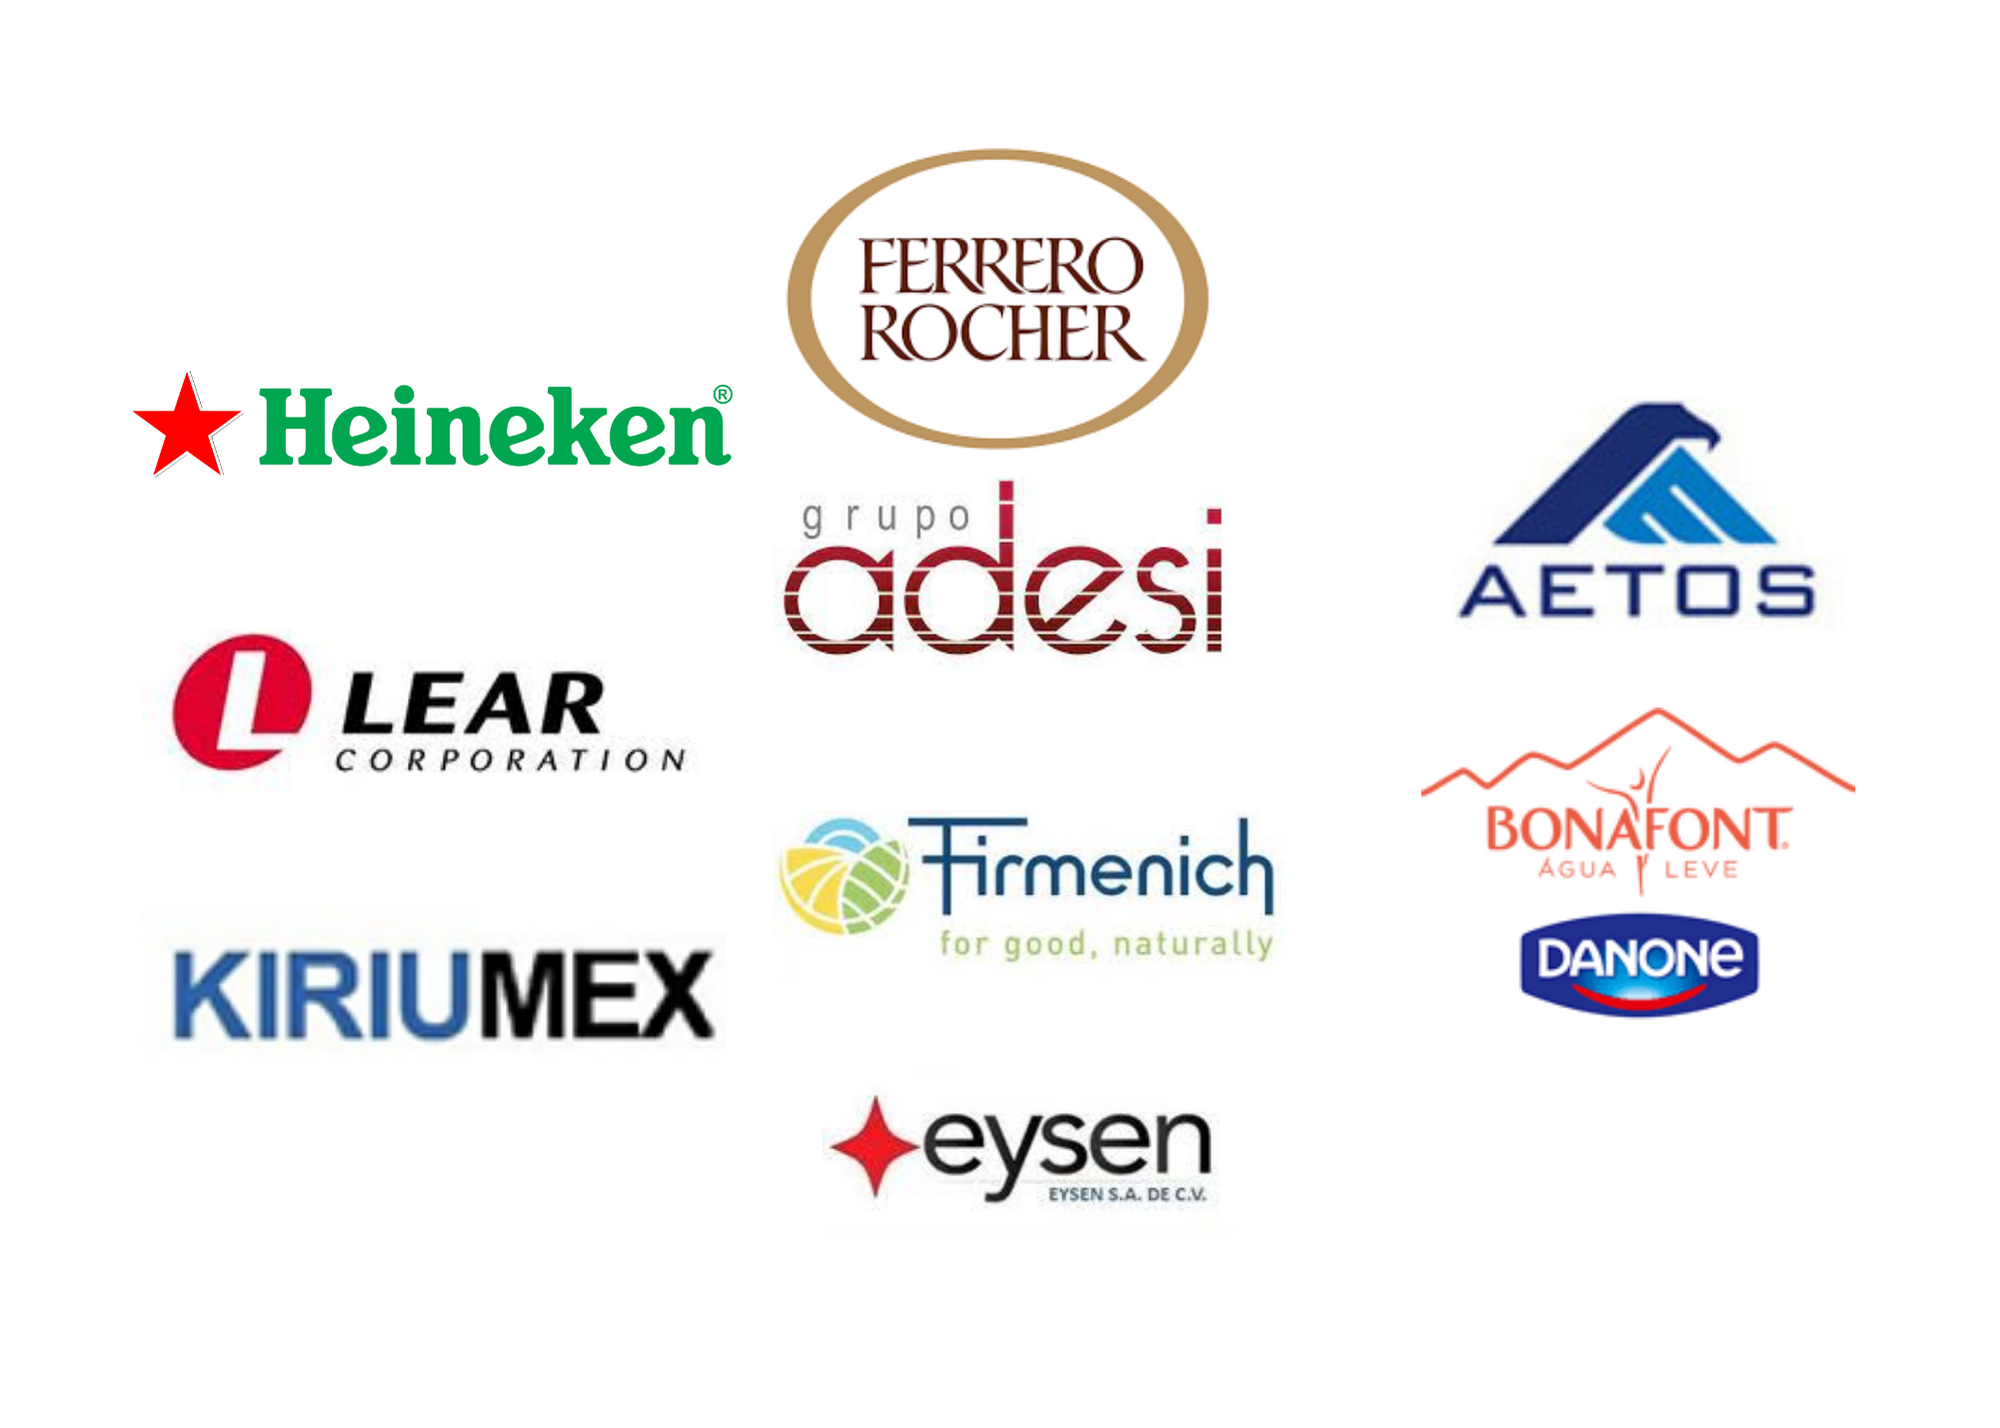 FERRERO
ROCHER
Heineken®
grupo
adesi
AETOS
L LEAR
CORPORATION
BONAFONT®
ÁGUA LEVE
DANONE
Firmenich
for good, naturally
KIRIUMEX
eysen
EYSEN S.A. DE C.V.